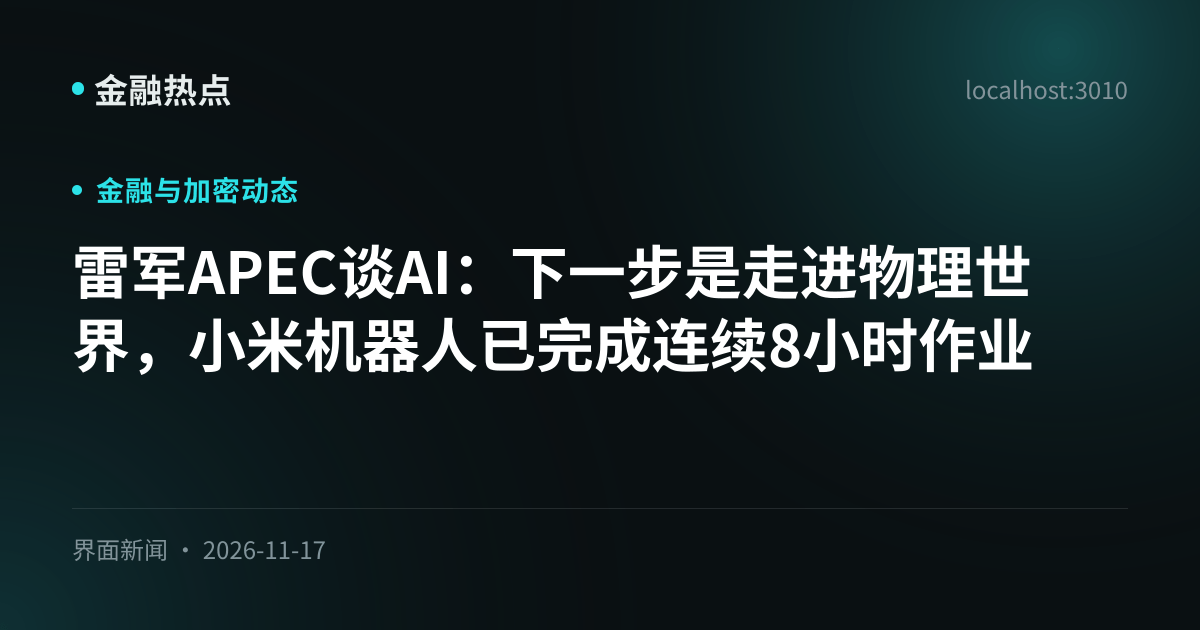 金融热点
localhost:3010
金融与加密动态
雷军APEC谈AI：下一步是走进物理世
界，小米机器人已完成连续8小时作业
界面新闻 · 2026-11-17